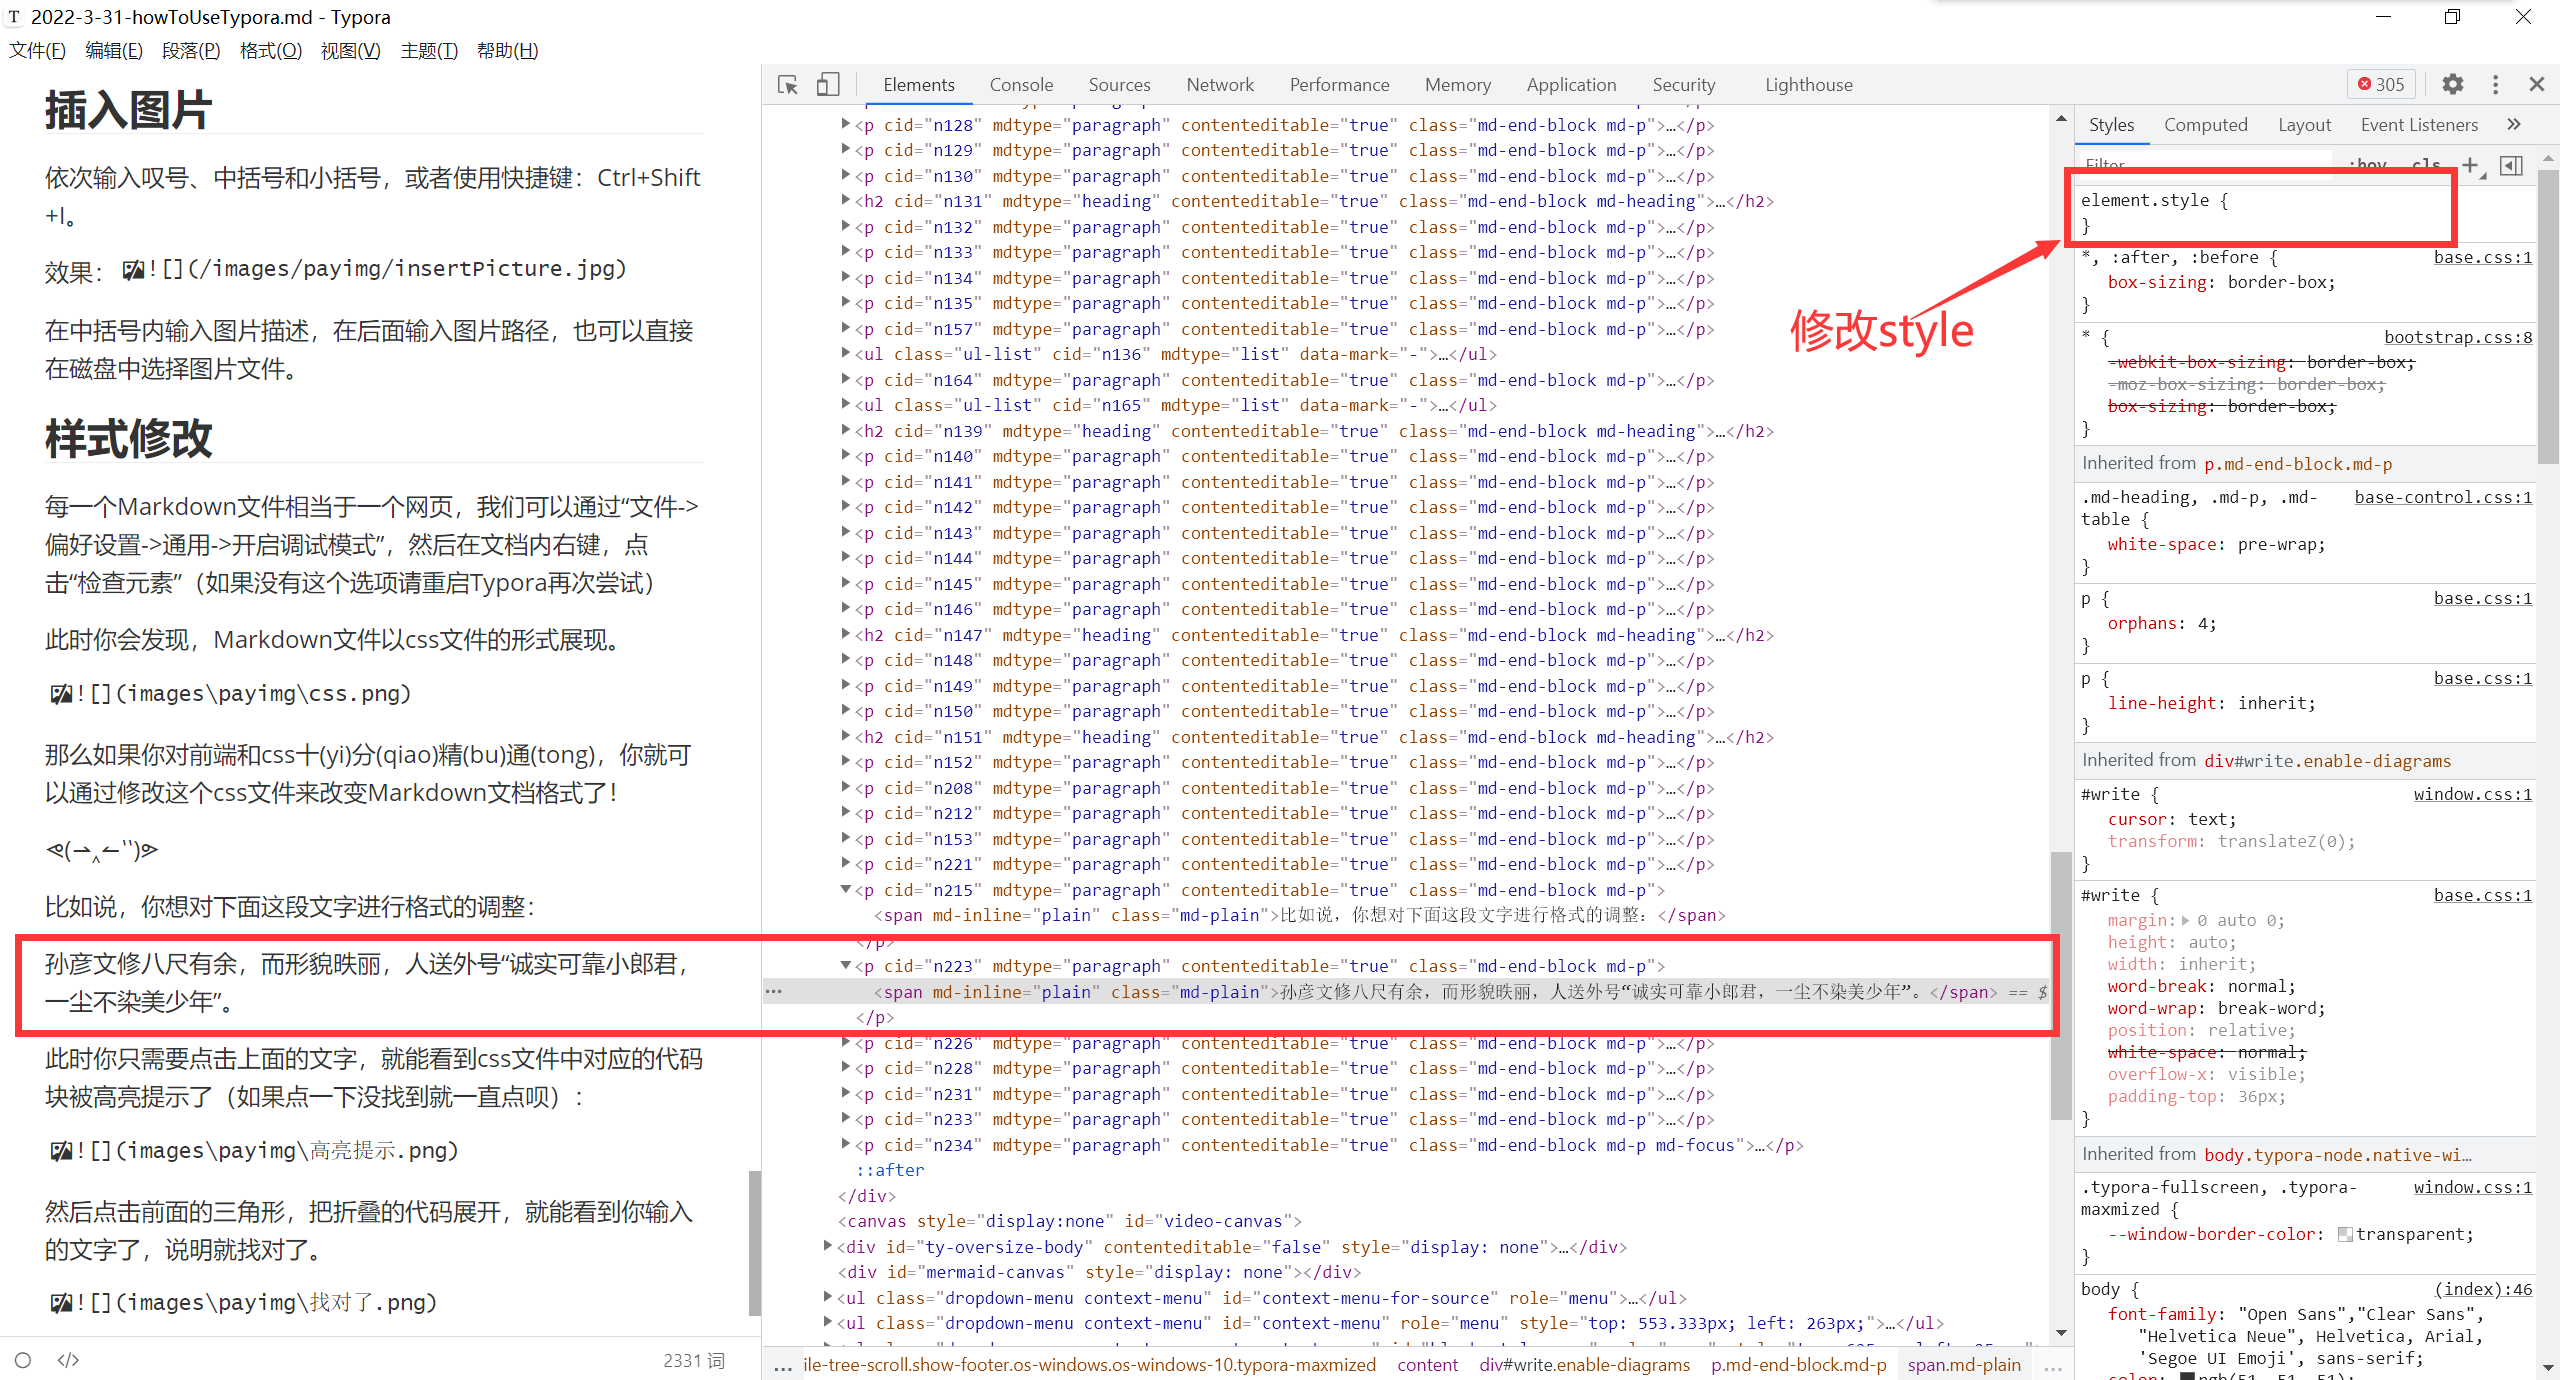 2022-3-31-howToUseTypora.md - Typora
文件(F) 编辑(E) 段落(P) 格式(O) 视图(V) 主题(T) 帮助(H)
插入图片
依次输入叹号、中括号和小括号，或者使用快捷键：Ctrl+Shift
+I。
效果： ![](/images/payimg/insertPicture.jpg)
在中括号内输入图片描述，在后面输入图片路径，也可以直接
在磁盘中选择图片文件。
样式修改
每一个Markdown文件相当于一个网页，我们可以通过“文件->
偏好设置->通用->开启调试模式”，然后在文档内右键，点
击“检查元素”（如果没有这个选项请重启Typora再次尝试）
此时你会发现，Markdown文件以css文件的形式展现。
![](images\payimg\css.png)
那么如果你对前端和css十(yi)分(qiao)精(bu)通(tong)，你就可
以通过修改这个css文件来改变Markdown文档格式了！
比如说，你想对下面这段文字进行格式的调整：
孙彦文修八尺有余，而形貌昳丽，人送外号“诚实可靠小郎君，
一尘不染美少年”。
此时你只需要点击上面的文字，就能看到css文件中对应的代码
块被高亮提示了（如果点一下没找到就一直点呗）：
![](images\payimg\高亮提示.png)
然后点击前面的三角形，把折叠的代码展开，就能看到你输入
的文字了，说明就找对了。
![](images\payimg\找对了.png)
</> 2331 词
Elements Console Sources Network Performance Memory Application Security Lighthouse 305
<p cid="n128" mdtype="paragraph" contenteditable="true" class="md-end-block md-p">…</p>
<p cid="n129" mdtype="paragraph" contenteditable="true" class="md-end-block md-p">…</p>
<p cid="n130" mdtype="paragraph" contenteditable="true" class="md-end-block md-p">…</p>
<h2 cid="n131" mdtype="heading" contenteditable="true" class="md-end-block md-heading">…</h2>
<p cid="n132" mdtype="paragraph" contenteditable="true" class="md-end-block md-p">…</p>
<p cid="n133" mdtype="paragraph" contenteditable="true" class="md-end-block md-p">…</p>
<p cid="n134" mdtype="paragraph" contenteditable="true" class="md-end-block md-p">…</p>
<p cid="n135" mdtype="paragraph" contenteditable="true" class="md-end-block md-p">…</p>
<p cid="n157" mdtype="paragraph" contenteditable="true" class="md-end-block md-p">…</p>
<ul class="ul-list" cid="n136" mdtype="list" data-mark="-">…</ul>
<p cid="n164" mdtype="paragraph" contenteditable="true" class="md-end-block md-p">…</p>
<ul class="ul-list" cid="n165" mdtype="list" data-mark="-">…</ul>
<h2 cid="n139" mdtype="heading" contenteditable="true" class="md-end-block md-heading">…</h2>
<p cid="n140" mdtype="paragraph" contenteditable="true" class="md-end-block md-p">…</p>
<p cid="n141" mdtype="paragraph" contenteditable="true" class="md-end-block md-p">…</p>
<p cid="n142" mdtype="paragraph" contenteditable="true" class="md-end-block md-p">…</p>
<p cid="n143" mdtype="paragraph" contenteditable="true" class="md-end-block md-p">…</p>
<p cid="n144" mdtype="paragraph" contenteditable="true" class="md-end-block md-p">…</p>
<p cid="n145" mdtype="paragraph" contenteditable="true" class="md-end-block md-p">…</p>
<p cid="n146" mdtype="paragraph" contenteditable="true" class="md-end-block md-p">…</p>
<h2 cid="n147" mdtype="heading" contenteditable="true" class="md-end-block md-heading">…</h2>
<p cid="n148" mdtype="paragraph" contenteditable="true" class="md-end-block md-p">…</p>
<p cid="n149" mdtype="paragraph" contenteditable="true" class="md-end-block md-p">…</p>
<p cid="n150" mdtype="paragraph" contenteditable="true" class="md-end-block md-p">…</p>
<h2 cid="n151" mdtype="heading" contenteditable="true" class="md-end-block md-heading">…</h2>
<p cid="n152" mdtype="paragraph" contenteditable="true" class="md-end-block md-p">…</p>
<p cid="n208" mdtype="paragraph" contenteditable="true" class="md-end-block md-p">…</p>
<p cid="n212" mdtype="paragraph" contenteditable="true" class="md-end-block md-p">…</p>
<p cid="n153" mdtype="paragraph" contenteditable="true" class="md-end-block md-p">…</p>
<p cid="n221" mdtype="paragraph" contenteditable="true" class="md-end-block md-p">…</p>
<p cid="n215" mdtype="paragraph" contenteditable="true" class="md-end-block md-p">
<span md-inline="plain" class="md-plain">比如说，你想对下面这段文字进行格式的调整：</span>
</p>
<p cid="n223" mdtype="paragraph" contenteditable="true" class="md-end-block md-p">
<span md-inline="plain" class="md-plain">孙彦文修八尺有余，而形貌昳丽，人送外号“诚实可靠小郎君，一尘不染美少年”。</span> == $
</p>
<p cid="n226" mdtype="paragraph" contenteditable="true" class="md-end-block md-p">…</p>
<p cid="n228" mdtype="paragraph" contenteditable="true" class="md-end-block md-p">…</p>
<p cid="n231" mdtype="paragraph" contenteditable="true" class="md-end-block md-p">…</p>
<p cid="n233" mdtype="paragraph" contenteditable="true" class="md-end-block md-p">…</p>
<p cid="n234" mdtype="paragraph" contenteditable="true" class="md-end-block md-p md-focus">…</p>
::after
</div>
<canvas style="display:none" id="video-canvas">
<div id="ty-oversize-body" contenteditable="false" style="display: none">…</div>
<div id="mermaid-canvas" style="display: none"></div>
<ul class="dropdown-menu context-menu" id="context-menu-for-source" role="menu">…</ul>
<ul class="dropdown-menu context-menu" id="context-menu" role="menu" style="top: 553.333px; left: 263px;">…</ul>
... ile-tree-scroll.show-footer.os-windows.os-windows-10.typora-maxmized content div#write.enable-diagrams p.md-end-block.md-p span.md-plain ...
修改style
Styles Computed Layout Event Listeners »
Filter :hov .cls +
element.style {
}
*, :after, :before { base.css:1
box-sizing: border-box;
}
* { bootstrap.css:8
-webkit-box-sizing: border-box;
-moz-box-sizing: border-box;
box-sizing: border-box;
}
Inherited from p.md-end-block.md-p
.md-heading, .md-p, .md- base-control.css:1
table {
white-space: pre-wrap;
}
p { base.css:1
orphans: 4;
}
p { base.css:1
line-height: inherit;
}
Inherited from div#write.enable-diagrams
#write { window.css:1
cursor: text;
transform: translateZ(0);
}
#write { base.css:1
margin: 0 auto 0;
height: auto;
width: inherit;
word-break: normal;
word-wrap: break-word;
position: relative;
white-space: normal;
overflow-x: visible;
padding-top: 36px;
}
Inherited from body.typora-node.native-wi…
.typora-fullscreen, .typora- window.css:1
maxmized {
--window-border-color: transparent;
}
body { (index):46
font-family: "Open Sans","Clear Sans",
"Helvetica Neue", Helvetica, Arial,
'Segoe UI Emoji', sans-serif;